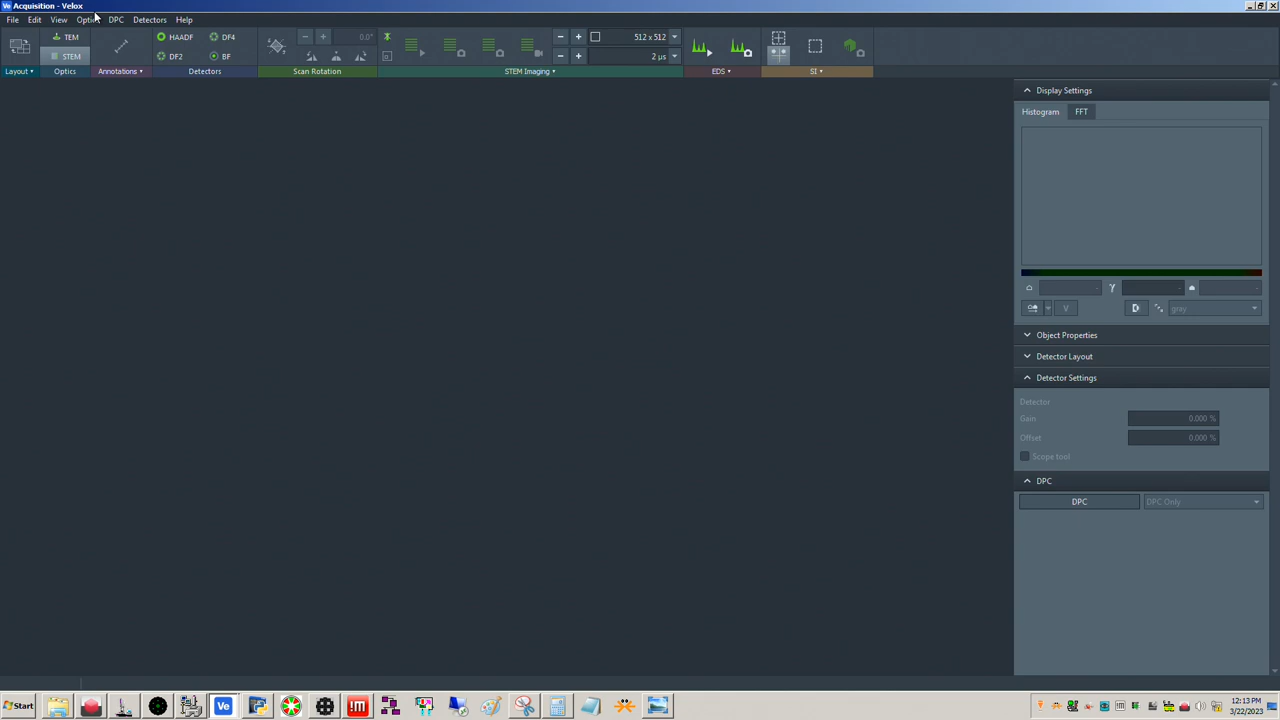 Ve Acquisition - Velox
File Edit View DPC Detectors Help
TEM HAADF DF4 0.0° 512 x 512
STEM DF2 BF 2 µs
Layout Optics Annotations Detectors Scan Rotation STEM Imaging EDS SI
Display Settings
Histogram FFT
γ
V D gray
Object Properties
Detector Layout
Detector Settings
Detector
Gain 0.000 %
Offset 0.000 %
Scope tool
DPC
DPC DPC Only
Start Ve 12:13 PM
3/22/2023